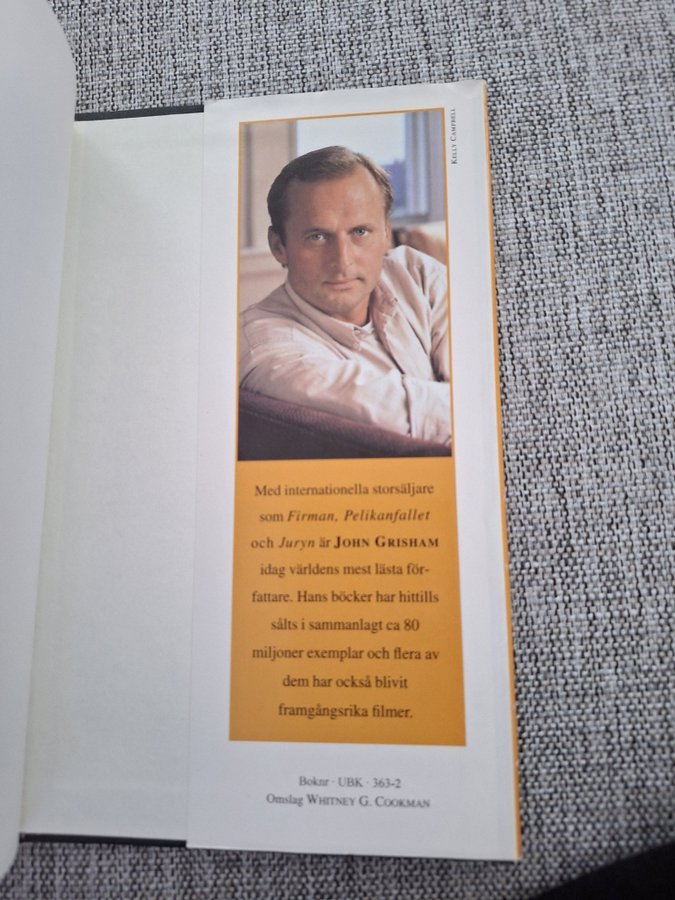 KELLY CAMPBELL
Med internationella storsäljare
som Firman, Pelikanfallet
och Juryn är JOHN GRISHAM
idag världens mest lästa för-
fattare. Hans böcker har hittills
sålts i sammanlagt ca 80
miljoner exemplar och flera av
dem har också blivit
framgångsrika filmer.
Boknr · UBK · 363-2
Omslag WHITNEY G. COOKMAN